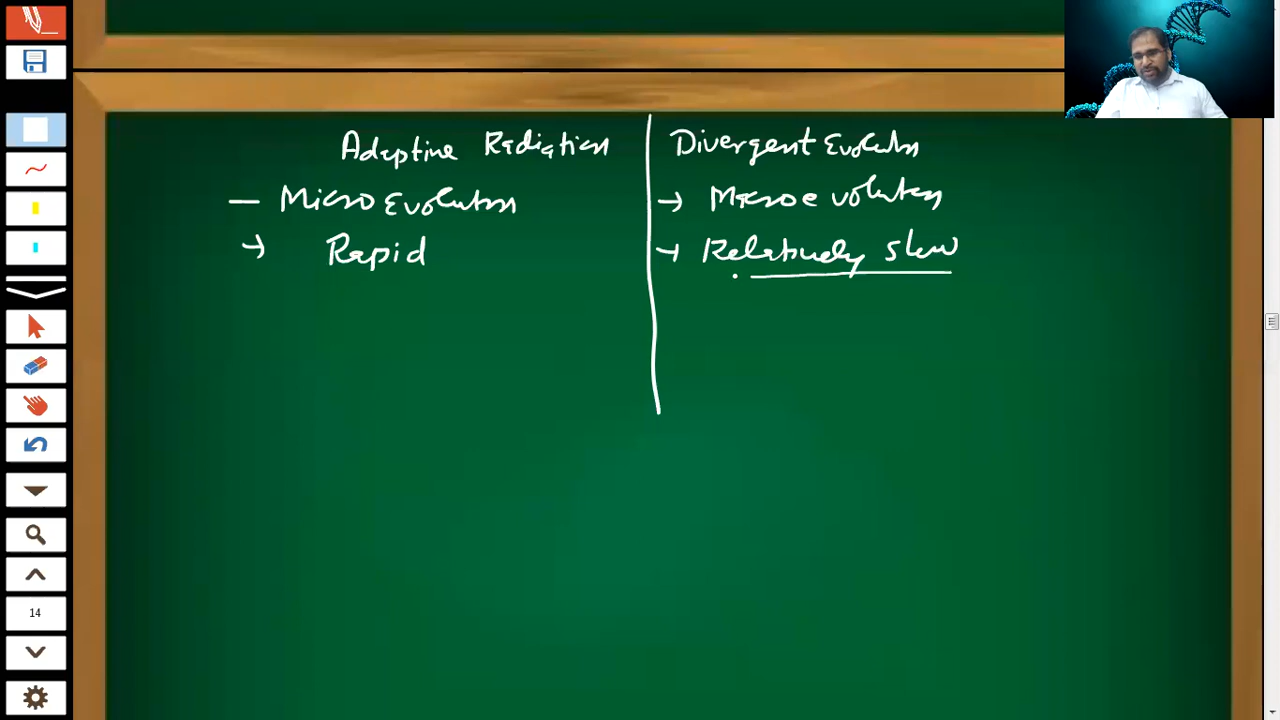 Adaptive Radiation
Divergent Evolution
— Micro Evolution
→ Macroevolution
→ Rapid
→ Relatively slow
14